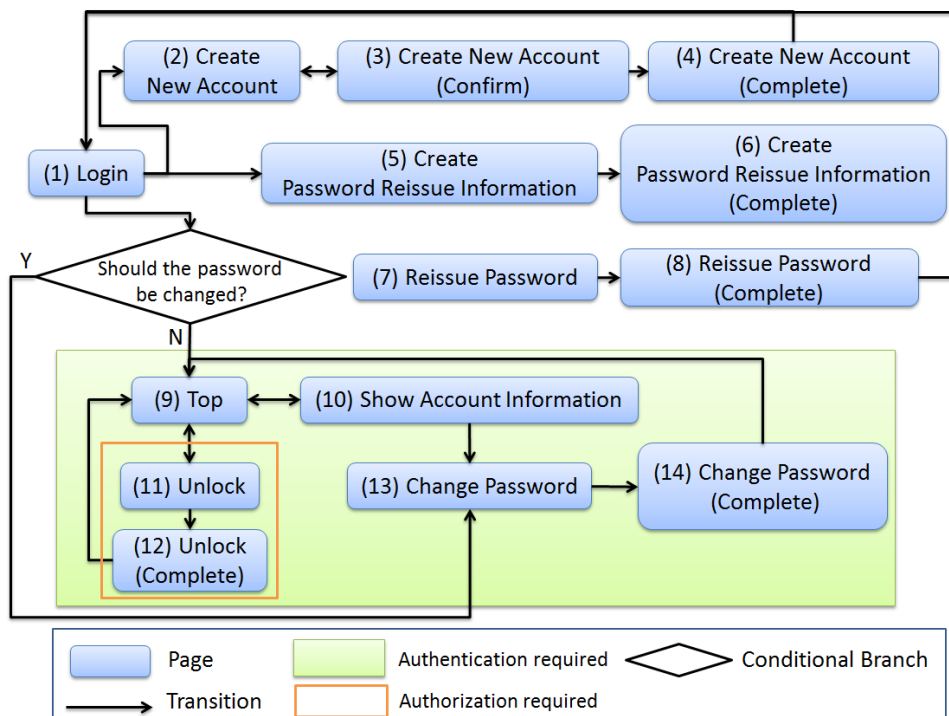 (2) Create
New Account
(3) Create New Account
(Confirm)
(4) Create New Account
(Complete)
(1) Login
(5) Create
Password Reissue Information
(6) Create
Password Reissue Information
(Complete)
Y
Should the password
be changed?
(7) Reissue Password
(8) Reissue Password
(Complete)
N
(9) Top
(10) Show Account Information
(11) Unlock
(13) Change Password
(14) Change Password
(Complete)
(12) Unlock
(Complete)
Page
Authentication required
Conditional Branch
Transition
Authorization required